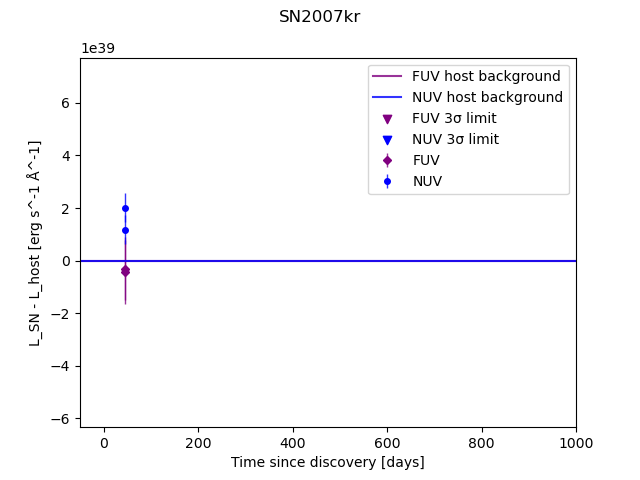 SN2007kr
1e39
FUV host background
NUV host background
FUV 3σ limit
NUV 3σ limit
FUV
NUV
L_SN - L_host [erg s^-1 Å^-1]
6
4
2
0
−2
−4
−6
0 200 400 600 800 1000
Time since discovery [days]